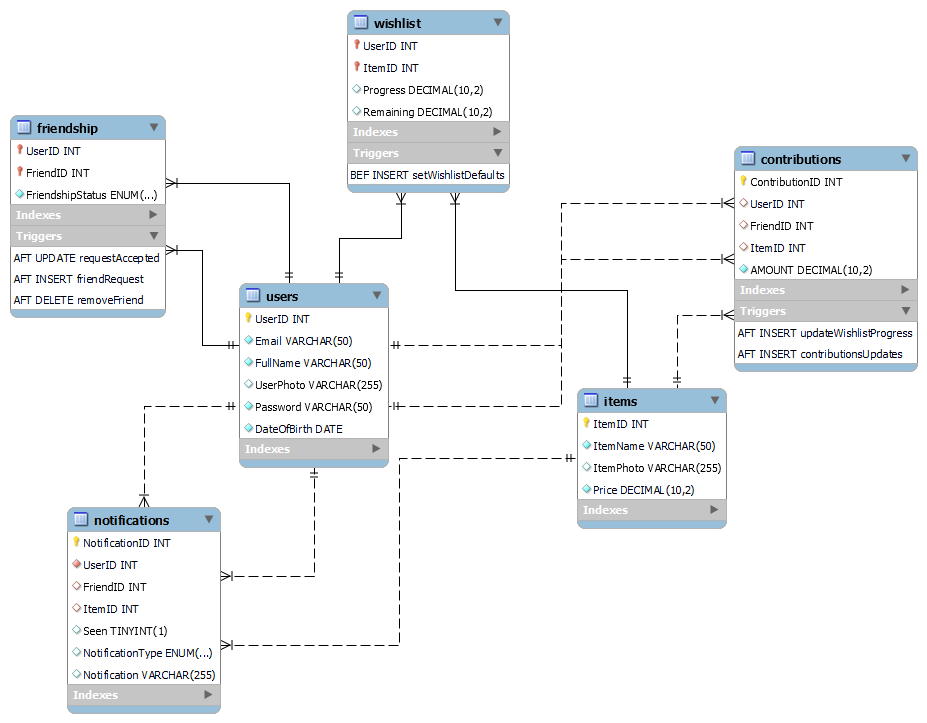 wishlist
UserID INT
ItemID INT
Progress DECIMAL(10,2)
Remaining DECIMAL(10,2)
Indexes
Triggers
BEF INSERT setWishlistDefaults
friendship
UserID INT
FriendID INT
FriendshipStatus ENUM(...)
Indexes
Triggers
AFT UPDATE requestAccepted
AFT INSERT friendRequest
AFT DELETE removeFriend
contributions
ContributionID INT
UserID INT
FriendID INT
ItemID INT
AMOUNT DECIMAL(10,2)
Indexes
Triggers
AFT INSERT updateWishlistProgress
AFT INSERT contributionsUpdates
users
UserID INT
Email VARCHAR(50)
FullName VARCHAR(50)
UserPhoto VARCHAR(255)
Password VARCHAR(50)
DateOfBirth DATE
Indexes
items
ItemID INT
ItemName VARCHAR(50)
ItemPhoto VARCHAR(255)
Price DECIMAL(10,2)
Indexes
notifications
NotificationID INT
UserID INT
FriendID INT
ItemID INT
Seen TINYINT(1)
NotificationType ENUM(...)
Notification VARCHAR(255)
Indexes